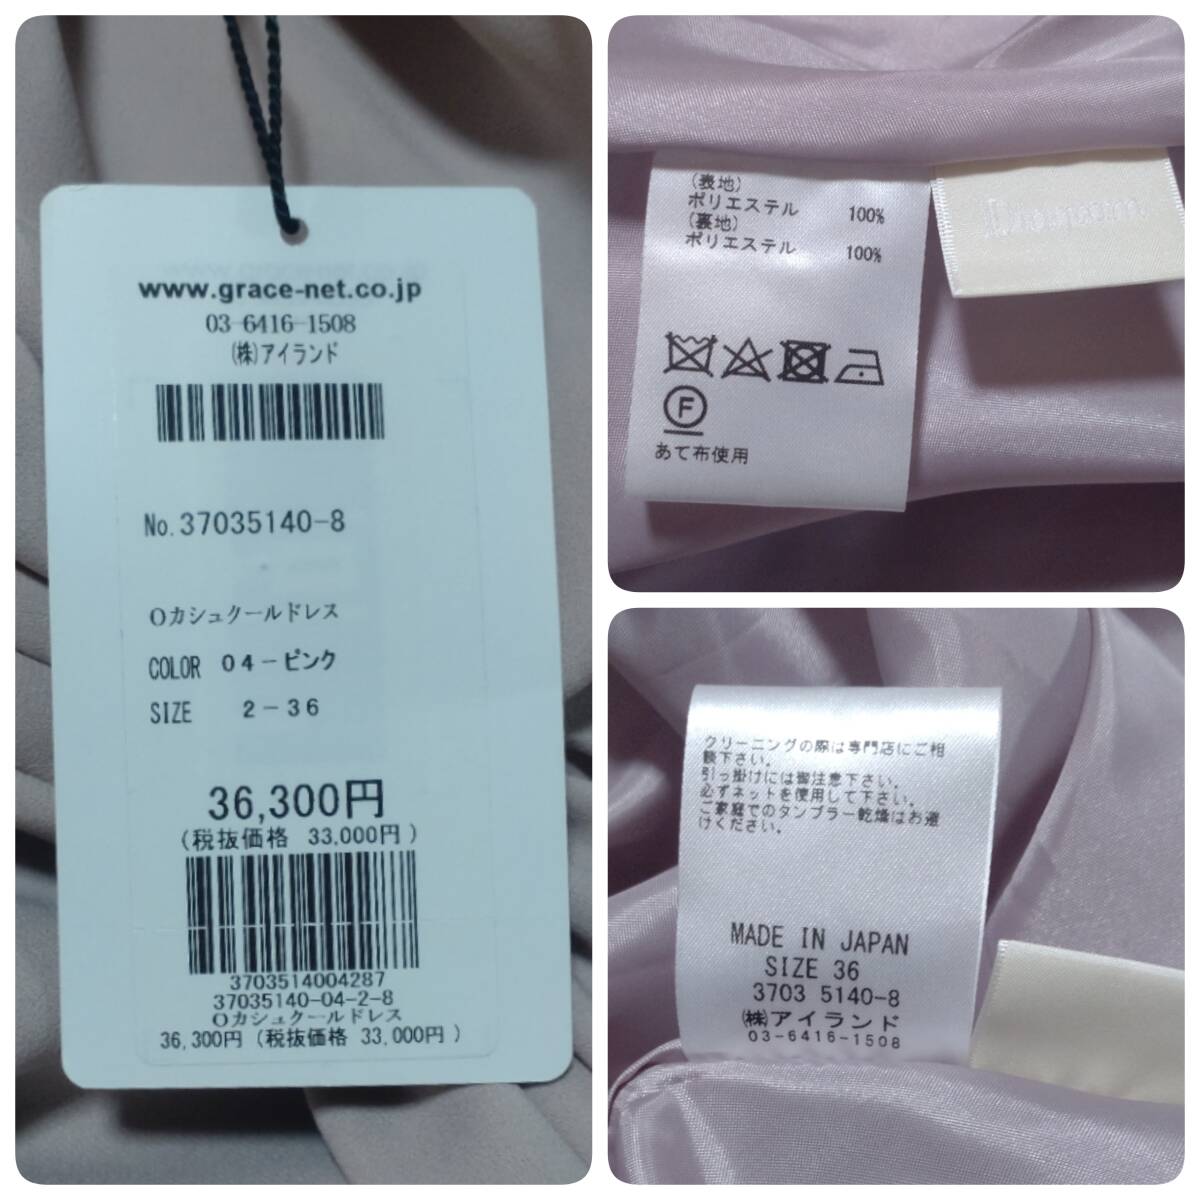 www.grace-net.co.jp
03-6416-1508
(株)アイランド
No.37035140-8
Oカシュクールドレス
COLOR 04-ピンク
SIZE 2-36
36,300円
(税抜価格 33,000円)
3703514004287
37035140-04-2-8
Oカシュクールドレス
36,300円 (税抜価格 33,000円)
(表地)
ポリエステル 100%
(裏地)
ポリエステル 100%
F
あて布使用
クリーニングの際は専門店にご相
談下さい。
引っ掛けには御注意下さい。
必ずネットを使用して下さい。
ご家庭でのタンブラー乾燥はお避
けください。
MADE IN JAPAN
SIZE 36
3703 5140-8
(株)アイランド
03-6416-1508